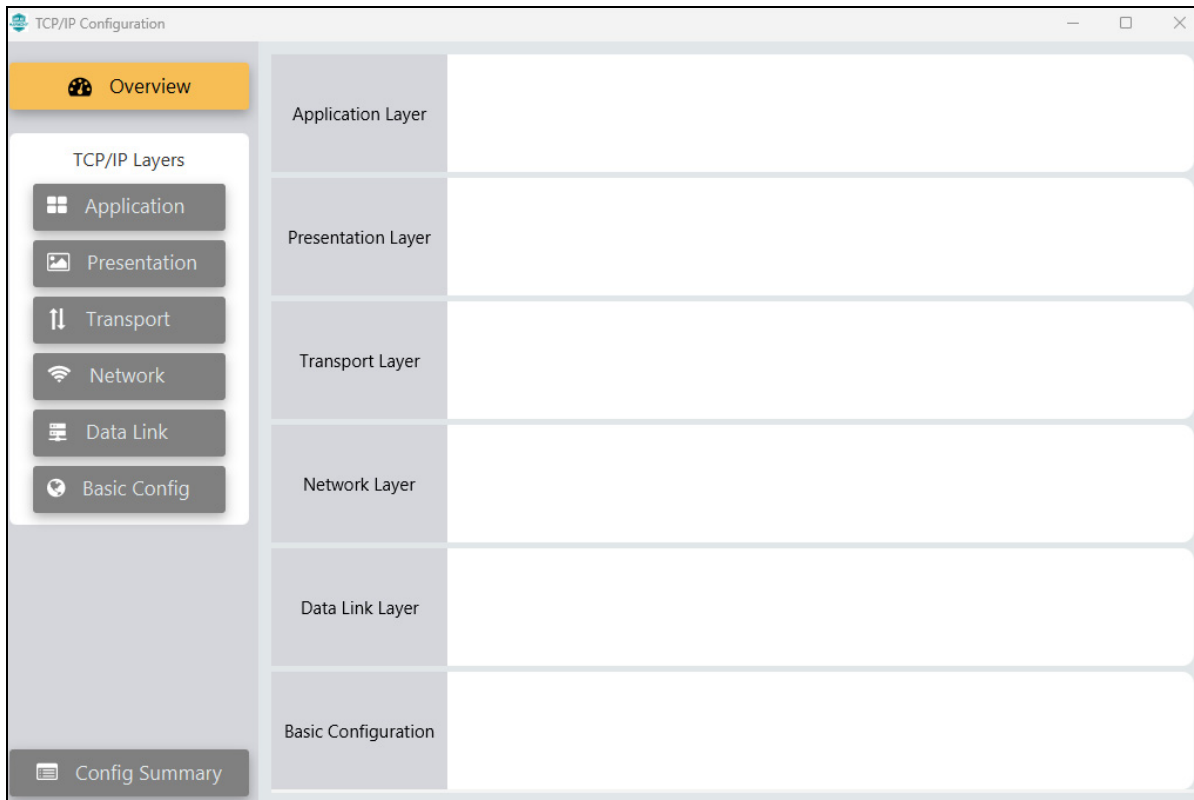 TCP/IP Configuration
Overview
TCP/IP Layers
Application
Presentation
Transport
Network
Data Link
Basic Config
Config Summary
Application Layer
Presentation Layer
Transport Layer
Network Layer
Data Link Layer
Basic Configuration